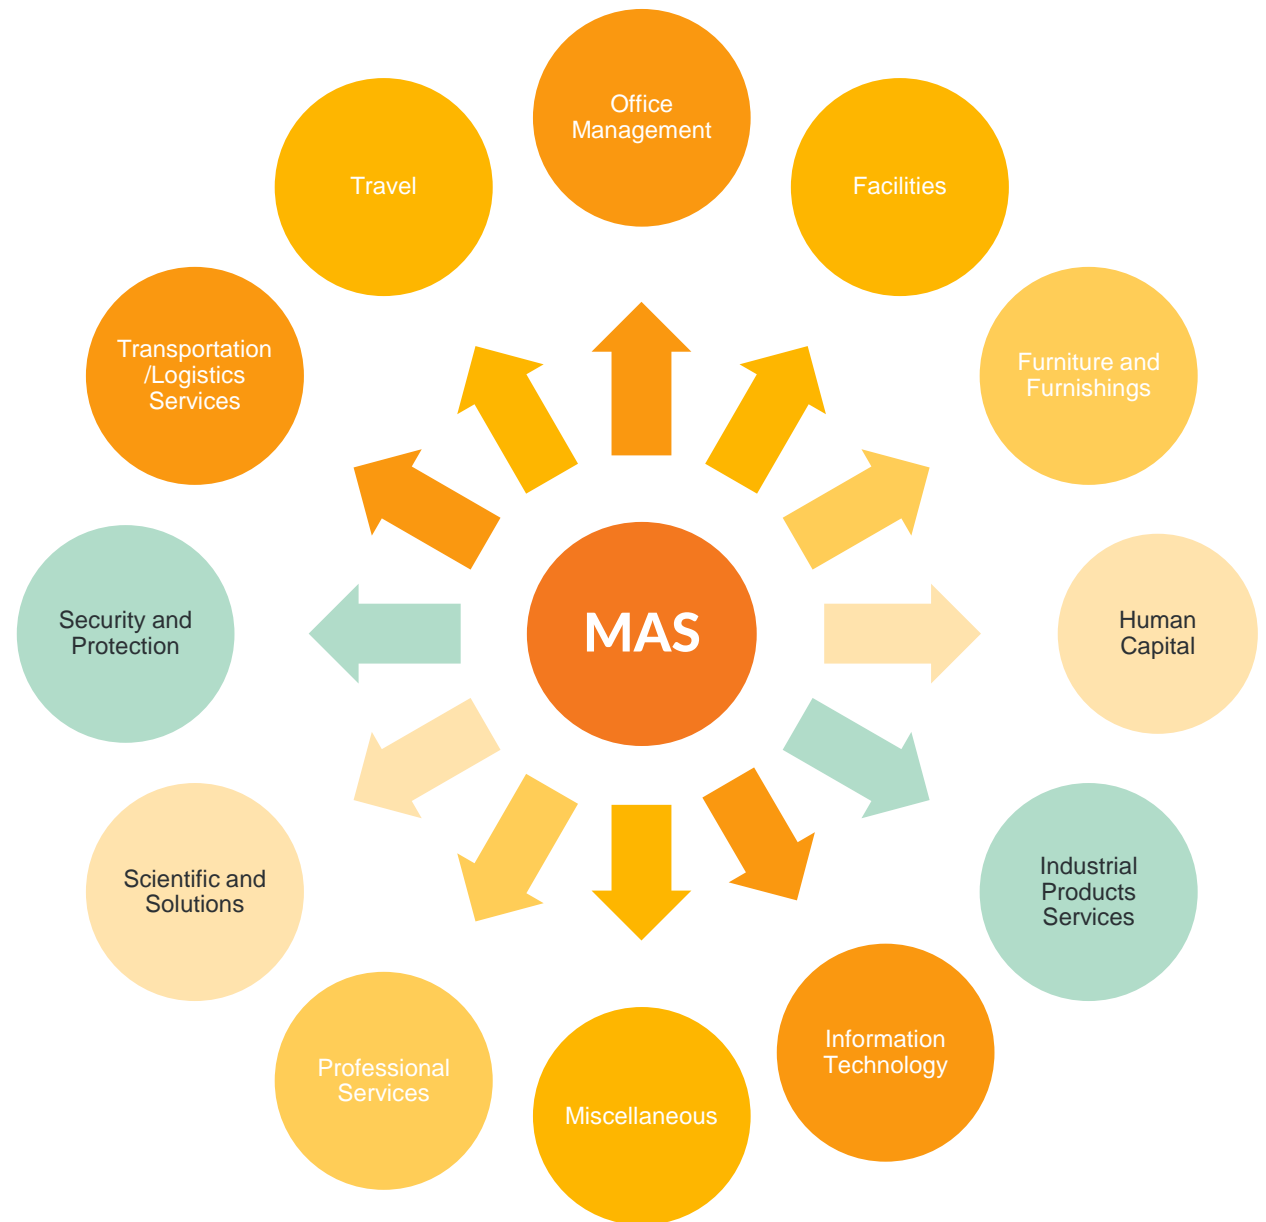 Office
Management
Travel
Facilities
Transportation
/Logistics
Services
Furniture and
Furnishings
Security and
Protection
MAS
Human
Capital
Scientific and
Solutions
Industrial
Products
Services
Professional
Services
Miscellaneous
Information
Technology